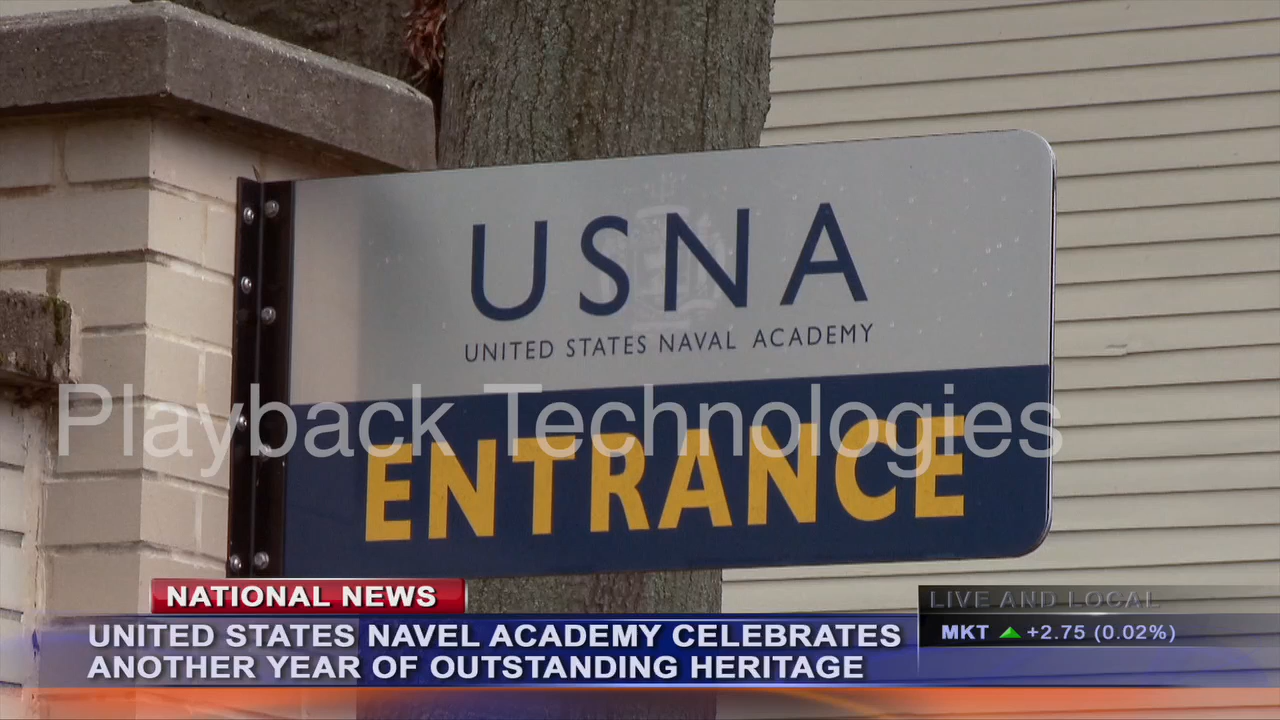 USNA
UNITED STATES NAVAL ACADEMY
Playback Technologies
ENTRANCE
NATIONAL NEWS
LIVE AND LOCAL
UNITED STATES NAVEL ACADEMY CELEBRATES
MKT ▲ +2.75 (0.02%)
ANOTHER YEAR OF OUTSTANDING HERITAGE